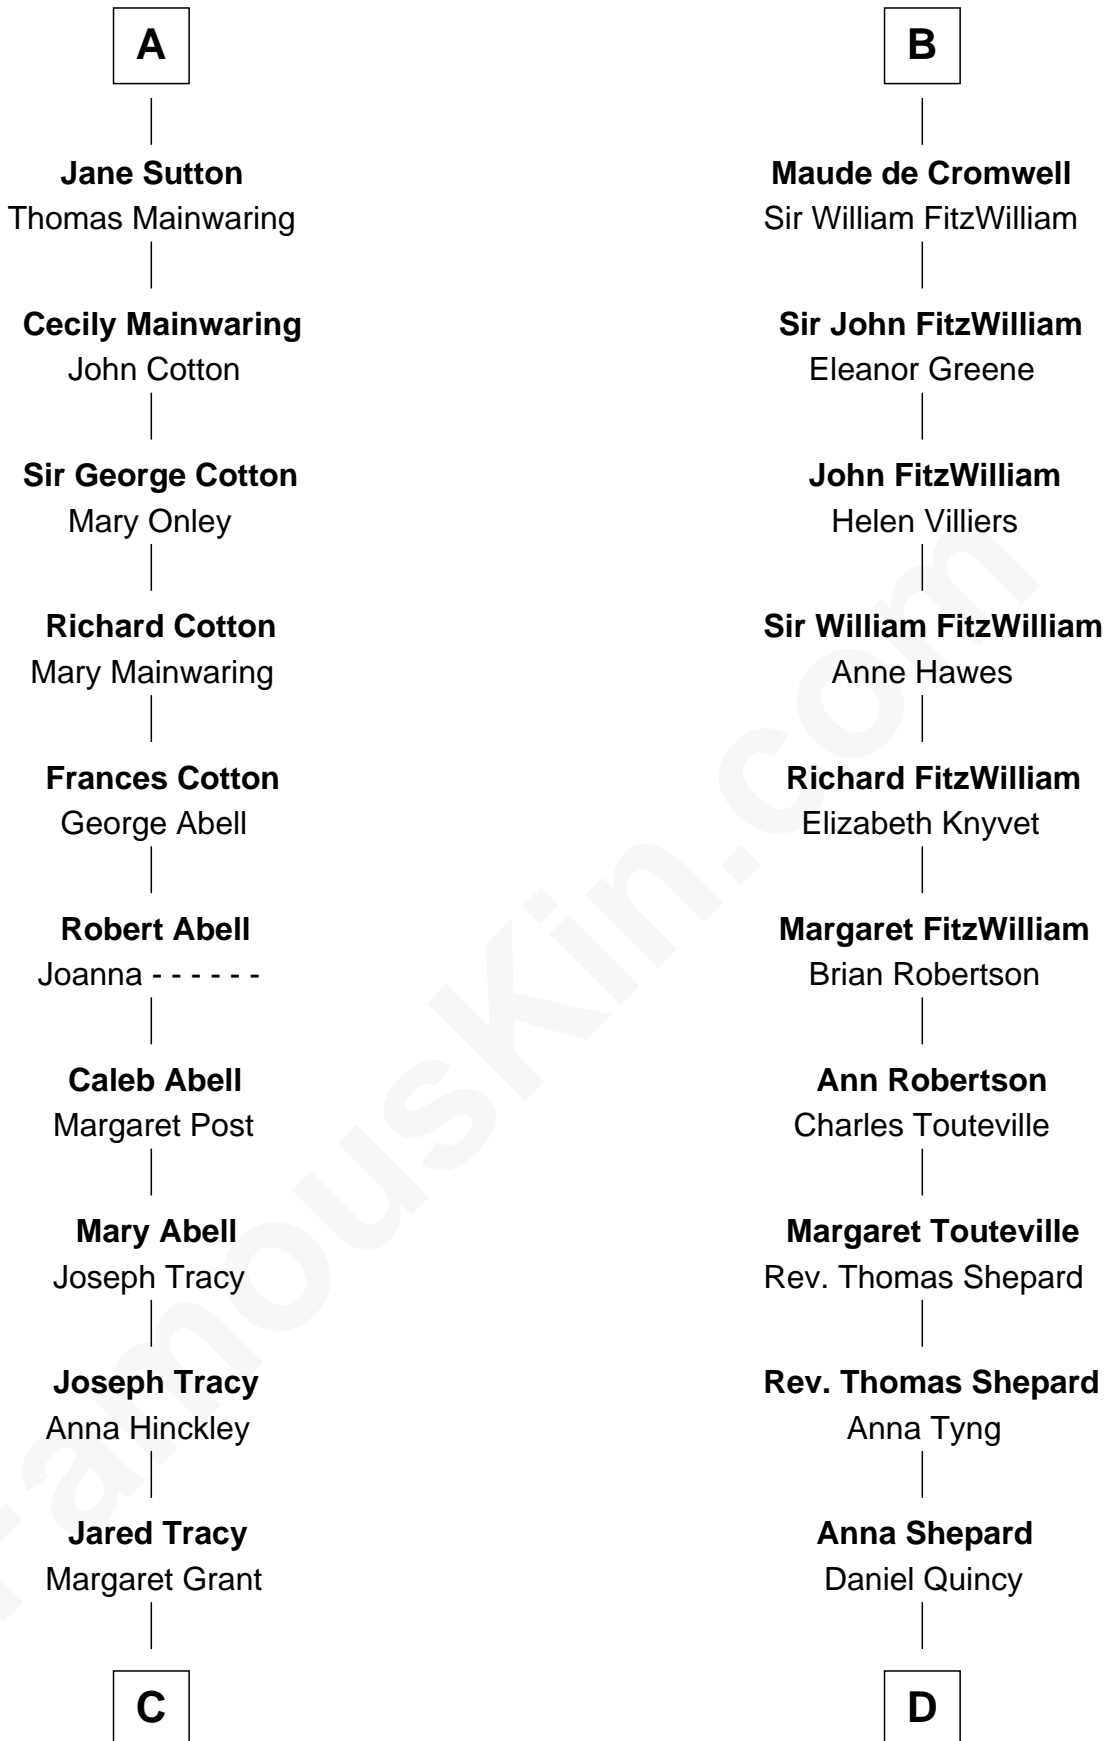 A
Jane Sutton
Thomas Mainwaring
Cecily Mainwaring
John Cotton
Sir George Cotton
Mary Onley
Richard Cotton
Mary Mainwaring
Frances Cotton
George Abell
Robert Abell
Joanna - - - - - -
Caleb Abell
Margaret Post
Mary Abell
Joseph Tracy
Joseph Tracy
Anna Hinckley
Jared Tracy
Margaret Grant
C
B
Maude de Cromwell
Sir William FitzWilliam
Sir John FitzWilliam
Eleanor Greene
John FitzWilliam
Helen Villiers
Sir William FitzWilliam
Anne Hawes
Richard FitzWilliam
Elizabeth Knyvet
Margaret FitzWilliam
Brian Robertson
Ann Robertson
Charles Touteville
Margaret Touteville
Rev. Thomas Shepard
Rev. Thomas Shepard
Anna Tyng
Anna Shepard
Daniel Quincy
D
FamousKin.com